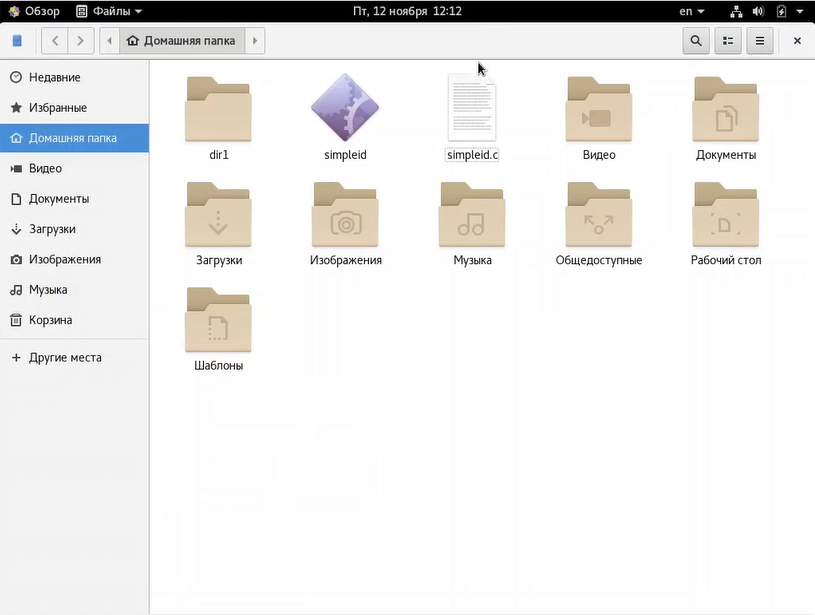 Обзор Файлы Пт, 12 ноября 12:12 en
Домашняя папка
Недавние
Избранные
Домашняя папка
Видео
Документы
Загрузки
Изображения
Музыка
Корзина
Другие места
dir1 simpleid simpleid.c Видео Документы
Загрузки Изображения Музыка Общедоступные Рабочий стол
Шаблоны